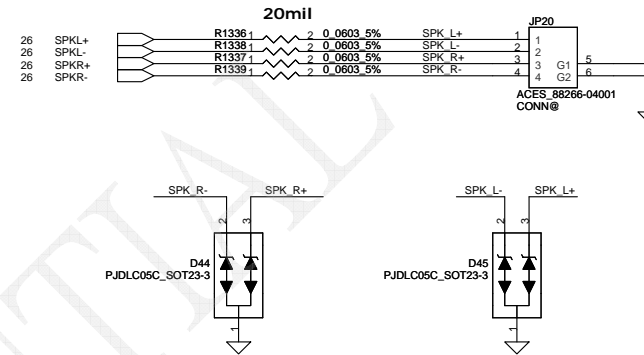 20mil
JP20
26 SPKL+ R1336 1 2 0_0603_5% SPK_L+ 1 1
26 SPKL- R1338 1 2 0_0603_5% SPK_L- 2 2
26 SPKR+ R1337 1 2 0_0603_5% SPK_R+ 3 3 G1 5
26 SPKR- R1339 1 2 0_0603_5% SPK_R- 4 4 G2 6
ACES_88266-04001
CONN@
SPK_R- SPK_R+ SPK_L- SPK_L+
2 3 2 3
D44 D45
PJDLC05C_SOT23-3 PJDLC05C_SOT23-3
1 1
TIAL